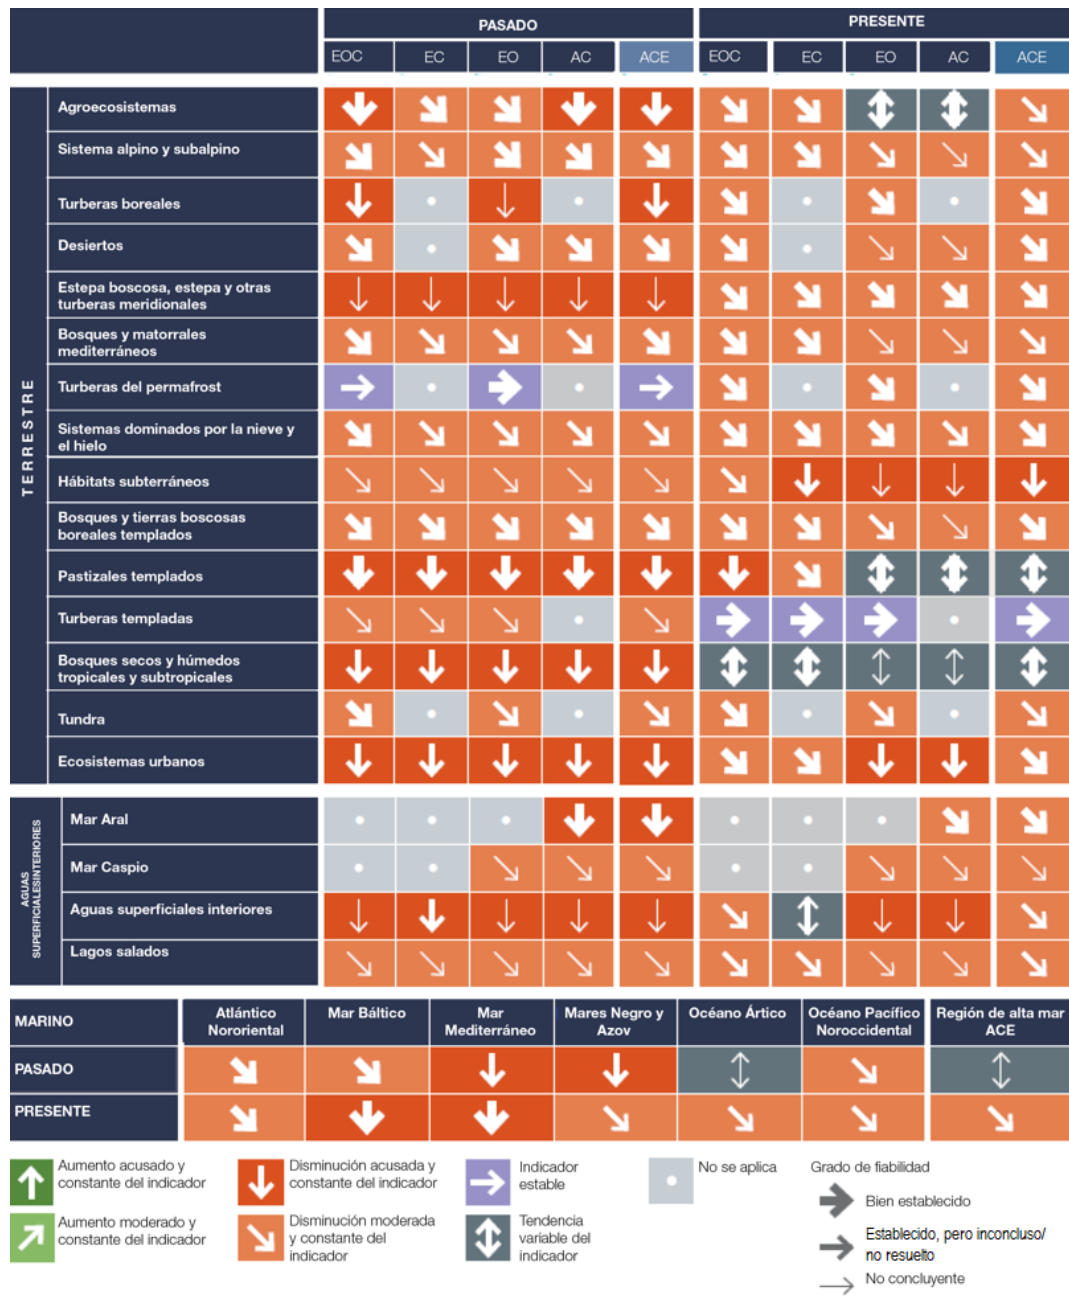 PASADO
PRESENTE
EOC EC EO AC ACE EOC EC EO AC ACE
TERRESTRE
Agroecosistemas
Sistema alpino y subalpino
Turberas boreales
Desiertos
Estepa boscosa, estepa y otras
turberas meridionales
Bosques y matorrales
mediterráneos
Turberas del permafrost
Sistemas dominados por la nieve y
el hielo
Hábitats subterráneos
Bosques y tierras boscosas
boreales templados
Pastizales templados
Turberas templadas
Bosques secos y húmedos
tropicales y subtropicales
Tundra
Ecosistemas urbanos
AGUAS
SUPERFICIALESINTERIORES
Mar Aral
Mar Caspio
Aguas superficiales interiores
Lagos salados
MARINO
Atlántico
Nororiental
Mar Báltico
Mar
Mediterráneo
Mares Negro y
Azov
Océano Ártico
Océano Pacífico
Noroccidental
Región de alta mar
ACE
PASADO
PRESENTE
Aumento acusado y
constante del indicador
Aumento moderado y
constante del indicador
Disminución acusada y
constante del indicador
Disminución moderada
y constante del
indicador
Indicador
estable
Tendencia
variable del
indicador
No se aplica
Grado de fiabilidad
Bien establecido
Establecido, pero inconcluso/
no resuelto
No concluyente